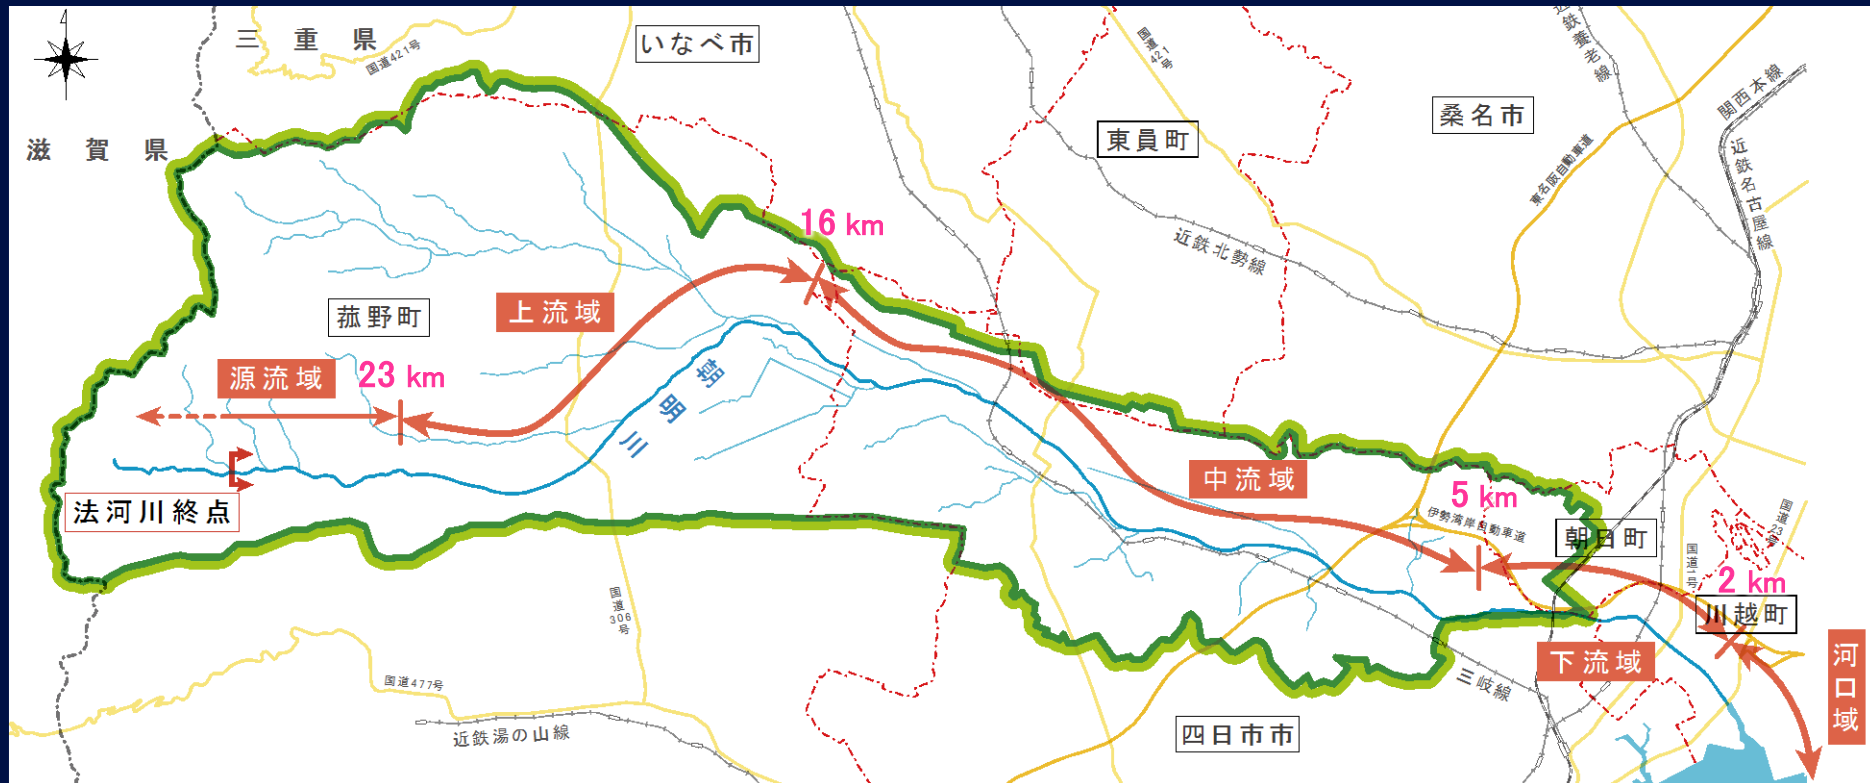 三重県
国道421号
いなべ市
国道421号
近鉄養老線
関西本線
桑名市
東員町
滋賀県
東名阪自動車道
近鉄名古屋線
16 km
近鉄北勢線
上流域
菰野町
源流域
23 km
朝明川
中流域
5 km
伊勢湾岸自動車道
法河川終点
朝日町
国道1号
国道23号
2 km
川越町
国道306号
下流域
河口域
三岐線
国道477号
近鉄湯の山線
四日市市